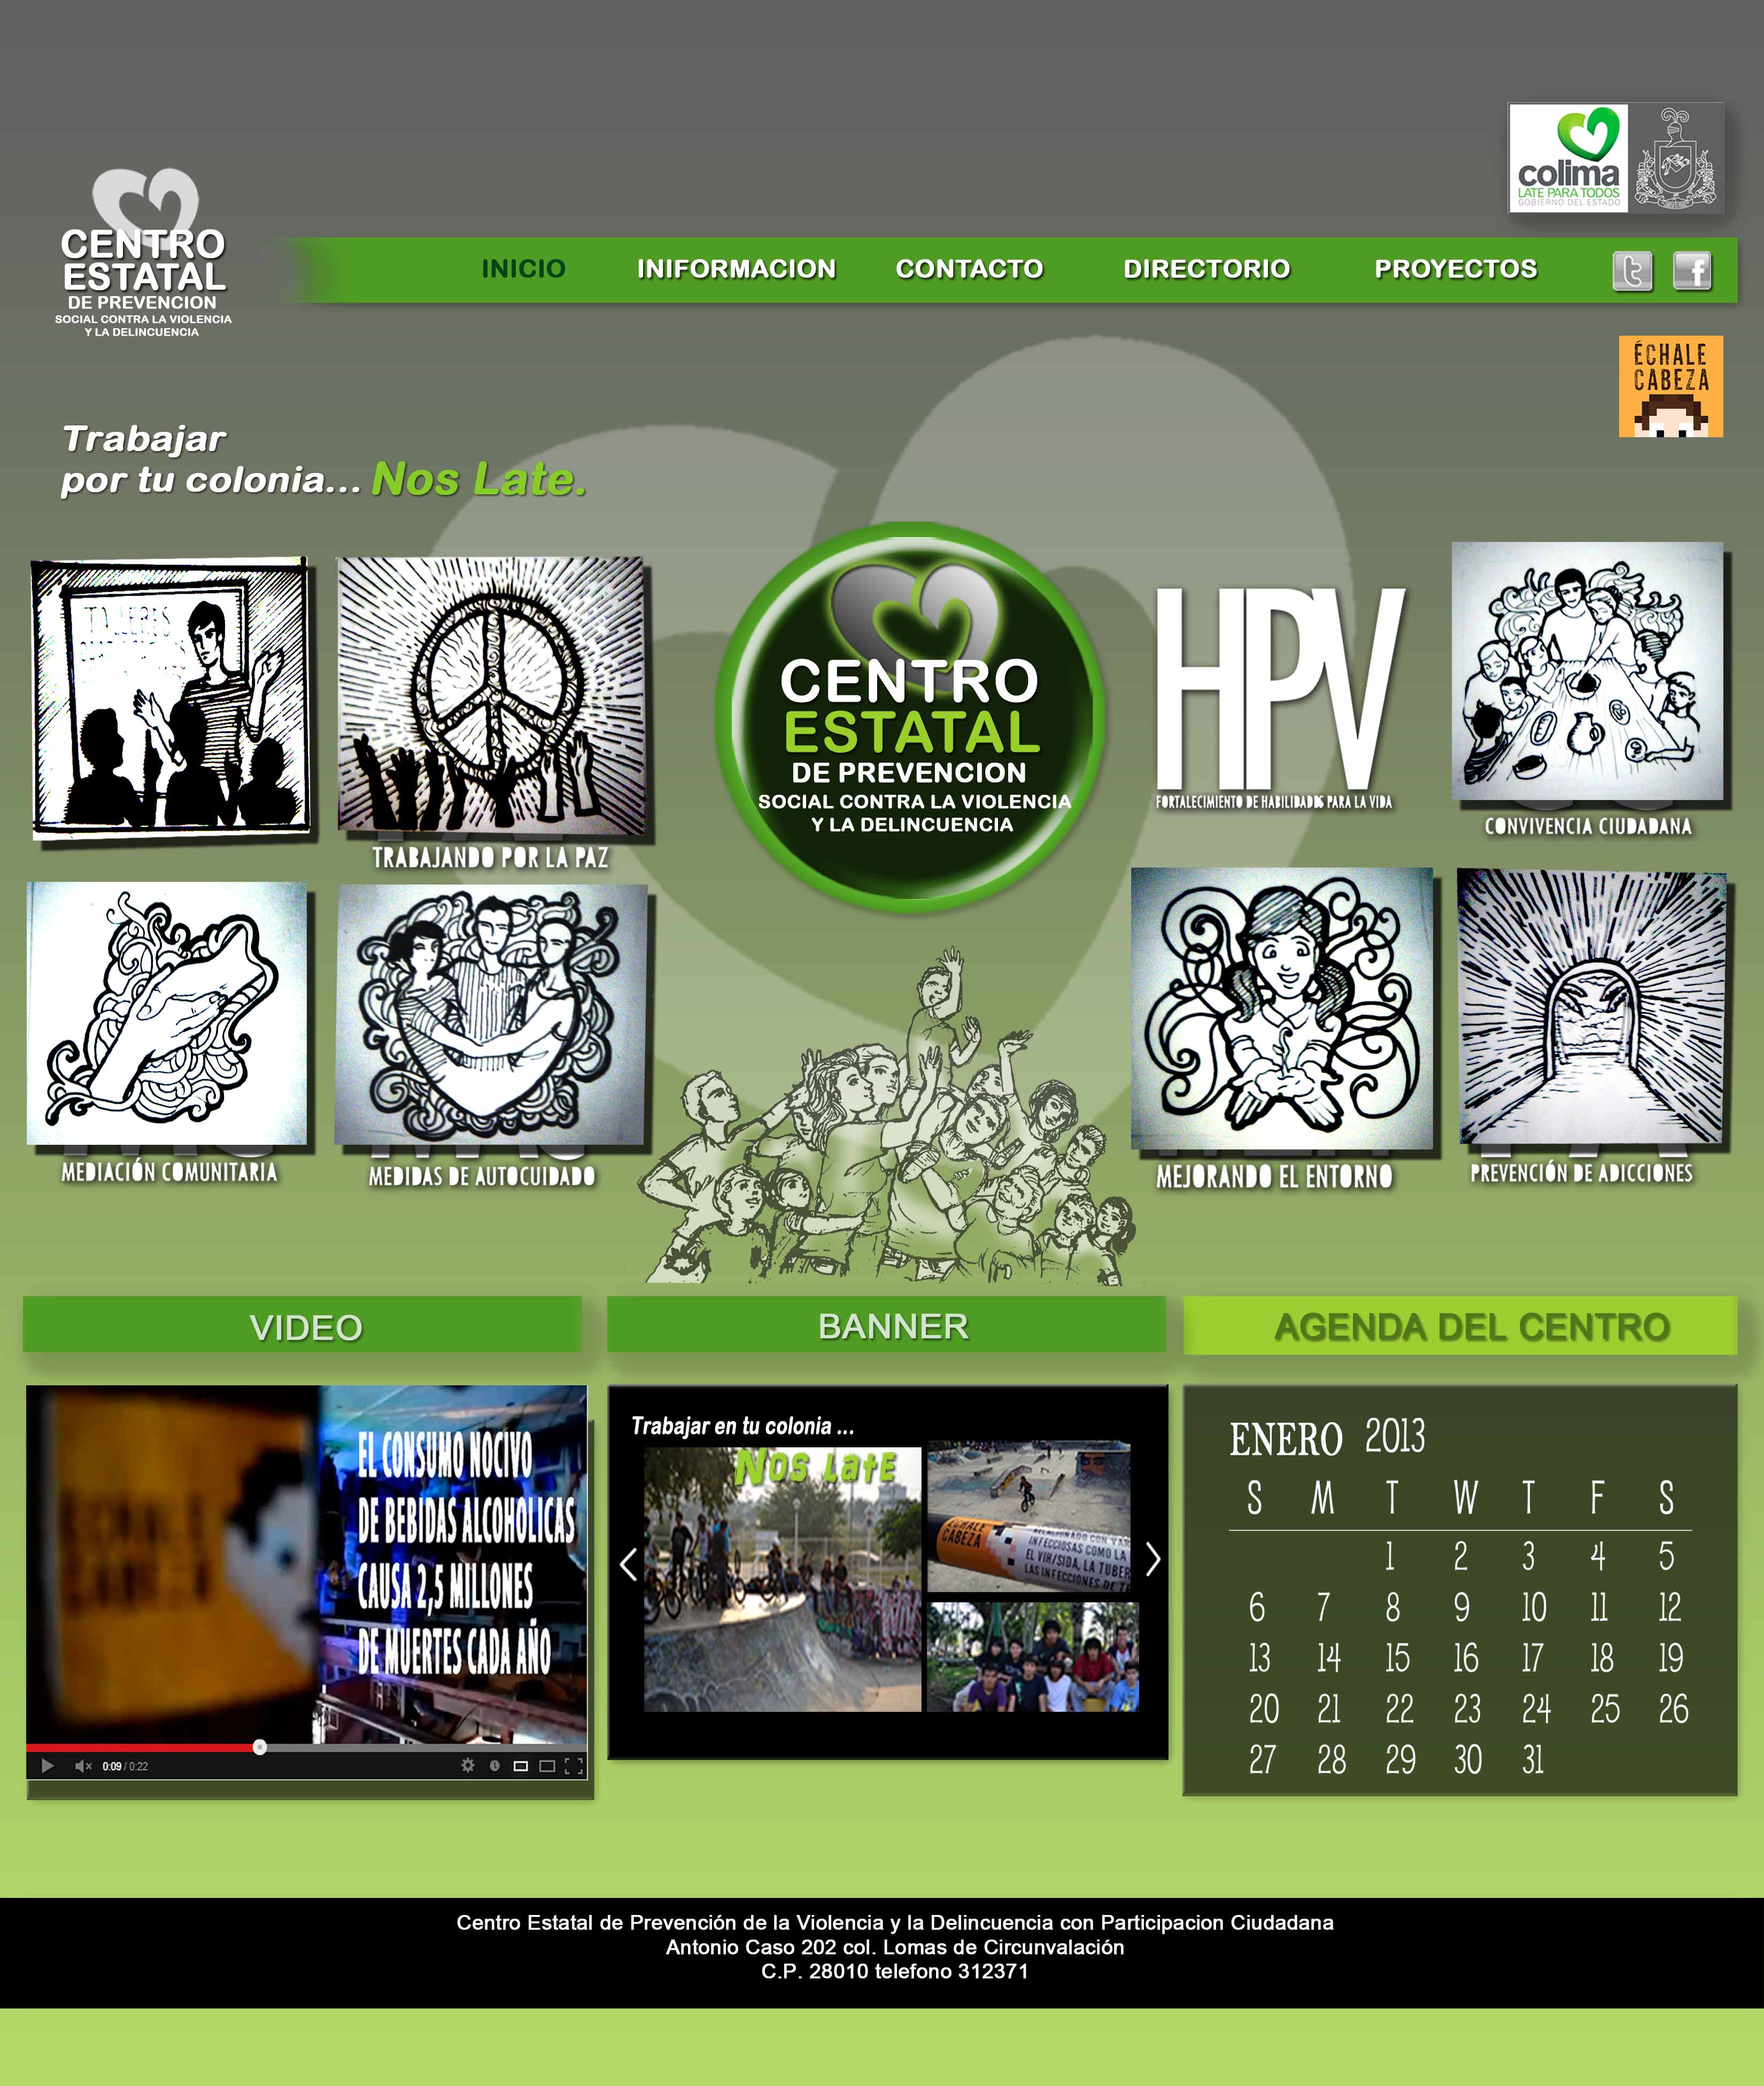 colima
LATE PARA TODOS
GOBIERNO DEL ESTADO
CENTRO
ESTATAL
DE PREVENCION
SOCIAL CONTRA LA VIOLENCIA
Y LA DELINCUENCIA
INICIO
INIFORMACION
CONTACTO
DIRECTORIO
PROYECTOS
ÉCHALE
CABEZA
Trabajar
por tu colonia... Nos Late.
TALLERES
TRABAJANDO POR LA PAZ
CENTRO
ESTATAL
DE PREVENCION
SOCIAL CONTRA LA VIOLENCIA
Y LA DELINCUENCIA
HPV
FORTALECIMIENTO DE HABILIDADES PARA LA VIDA
CONVIVENCIA CIUDADANA
MEDIACIÓN COMUNITARIA
MEDIDAS DE AUTOCUIDADO
MEJORANDO EL ENTORNO
PREVENCIÓN DE ADICCIONES
VIDEO
BANNER
AGENDA DEL CENTRO
EL CONSUMO NOCIVO
DE BEBIDAS ALCOHOLICAS
CAUSA 2,5 MILLONES
DE MUERTES CADA AÑO
0:09 / 0:22
Trabajar en tu colonia ...
Nos Late
ÉCHALE
CABEZA
RELACIONADO CON VAR
INFECCIOSAS COMO LA
EL VIH/SIDA, LA TUBER
LAS INFECCIONES DE T
ENERO 2013
S M T W T F S
1 2 3 4 5
6 7 8 9 10 11 12
13 14 15 16 17 18 19
20 21 22 23 24 25 26
27 28 29 30 31
Centro Estatal de Prevención de la Violencia y la Delincuencia con Participacion Ciudadana
Antonio Caso 202 col. Lomas de Circunvalación
C.P. 28010 telefono 312371